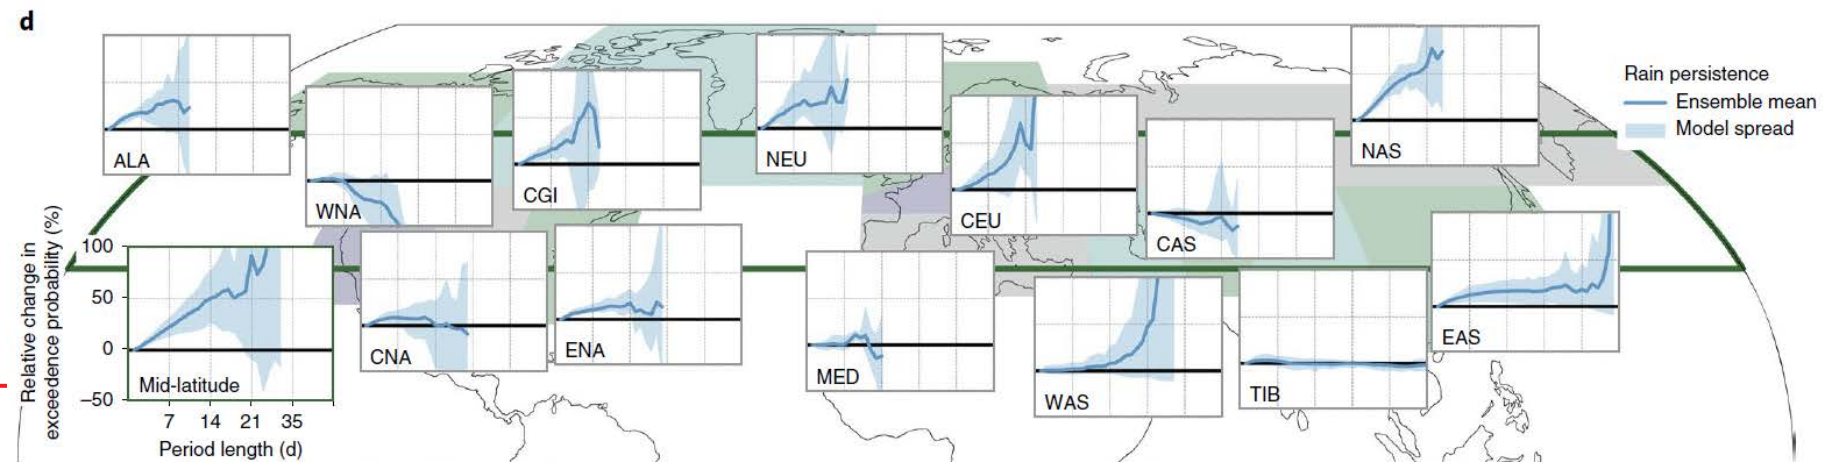 d
ALA
WNA
CGI
NEU
CEU
CAS
NAS
Rain persistence
Ensemble mean
Model spread
Relative change in
exceedence probability (%)
100
50
0
–50
Mid-latitude
7 14 21 35
Period length (d)
CNA
ENA
MED
WAS
TIB
EAS